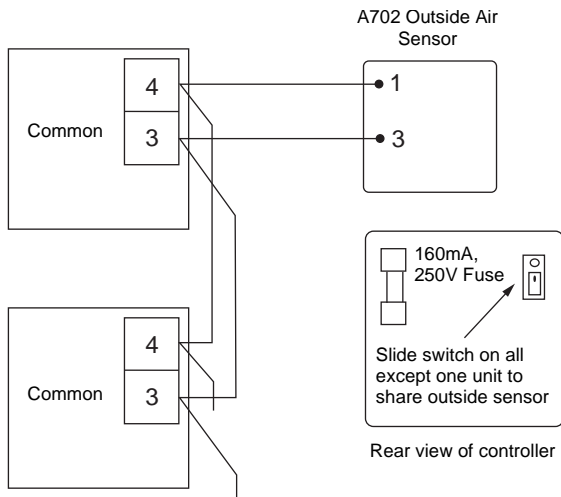 A702 Outside Air
Sensor
4
Common
3
1
3
160mA,
250V Fuse
Slide switch on all
except one unit to
share outside sensor
Rear view of controller
4
Common
3